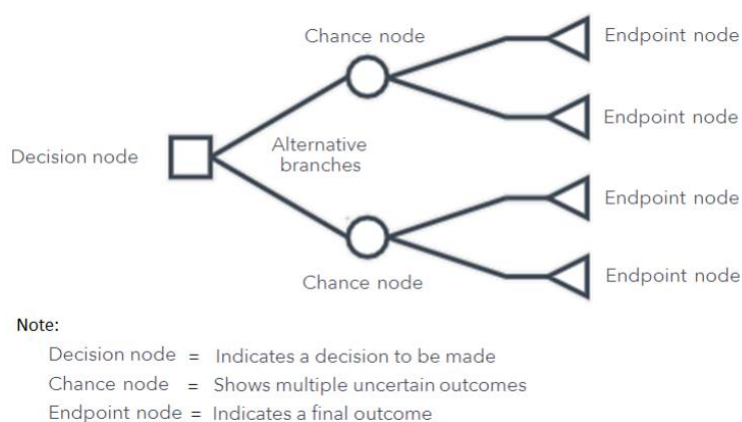 Chance node
Endpoint node
Endpoint node
Decision node
Alternative
branches
Endpoint node
Chance node
Endpoint node
Note:
Decision node = Indicates a decision to be made
Chance node = Shows multiple uncertain outcomes
Endpoint node = Indicates a final outcome